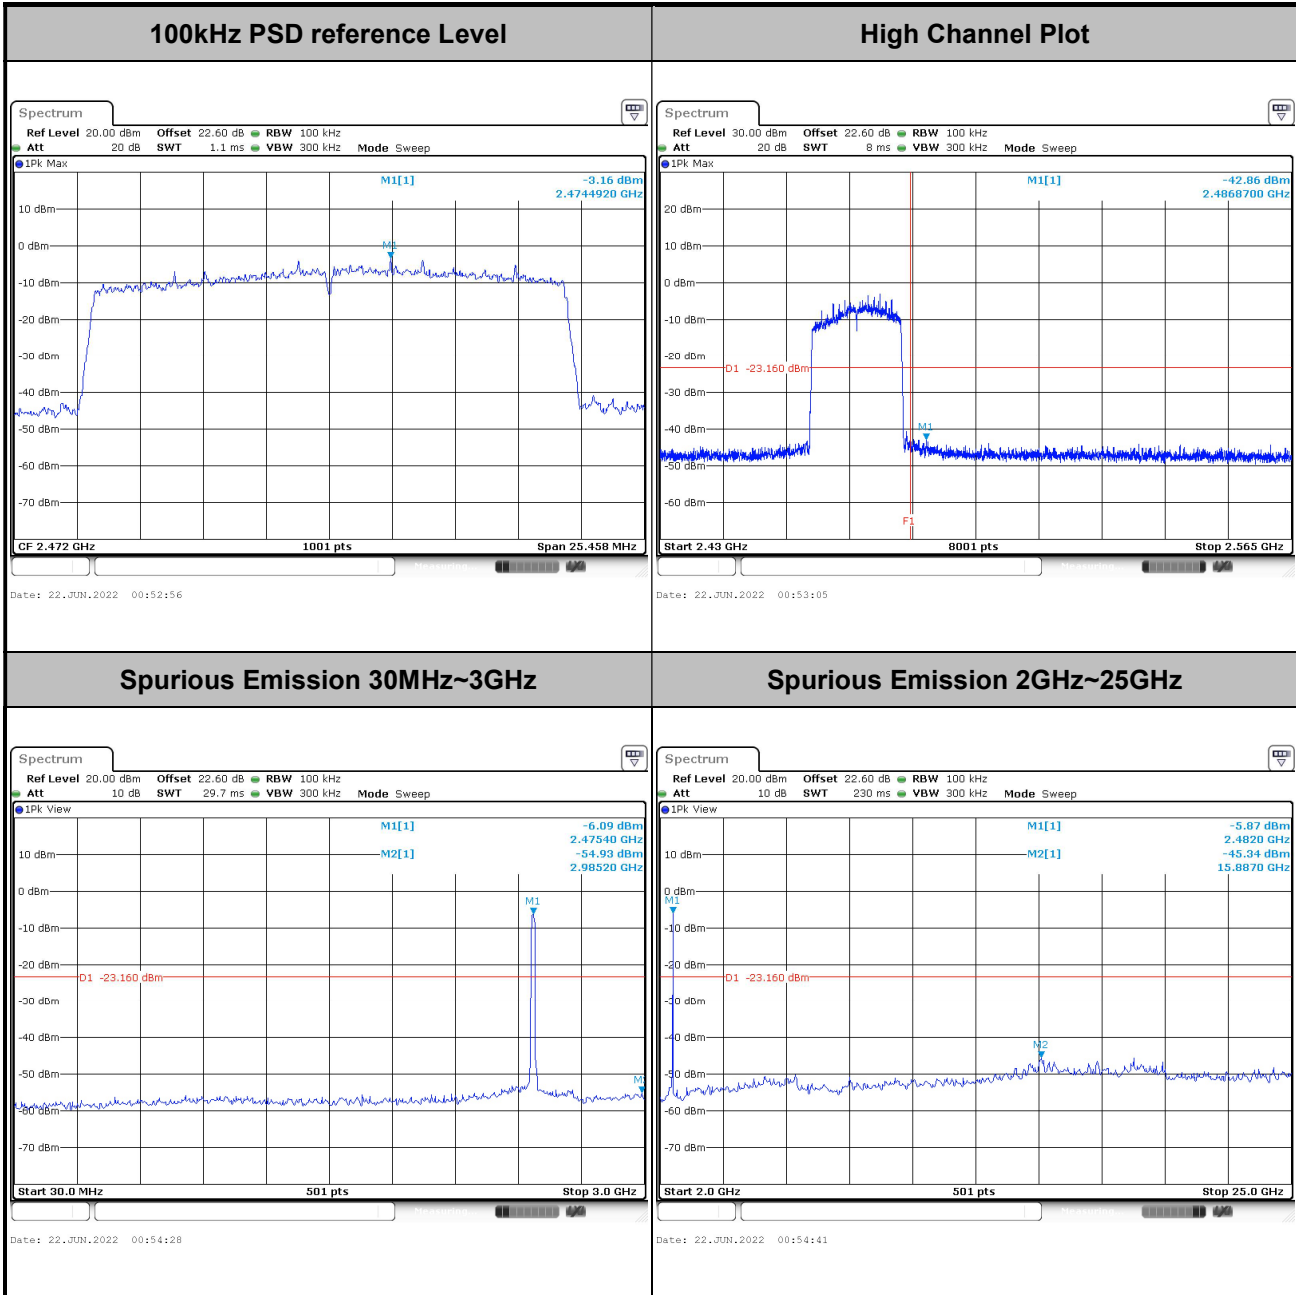 100kHz PSD reference Level
High Channel Plot
Spectrum
Ref Level 20.00 dBm Offset 22.60 dB RBW 100 kHz
Att 20 dB SWT 1.1 ms VBW 300 kHz Mode Sweep
1Pk Max
M1[1] -3.16 dBm
2.4744920 GHz
10 dBm
M1
0 dBm
-10 dBm
-20 dBm
-30 dBm
-40 dBm
-50 dBm
-60 dBm
-70 dBm
CF 2.472 GHz 1001 pts Span 25.458 MHz
Measuring...
Date: 22.JUN.2022 00:52:56
Spectrum
Ref Level 30.00 dBm Offset 22.60 dB RBW 100 kHz
Att 20 dB SWT 8 ms VBW 300 kHz Mode Sweep
1Pk Max
M1[1] -42.86 dBm
2.4868700 GHz
20 dBm
10 dBm
0 dBm
-10 dBm
-20 dBm
D1 -23.160 dBm
-30 dBm
-40 dBm
M1
-50 dBm
-60 dBm
F1
Start 2.43 GHz 8001 pts Stop 2.565 GHz
Measuring...
Date: 22.JUN.2022 00:53:05
Spurious Emission 30MHz~3GHz
Spurious Emission 2GHz~25GHz
Spectrum
Ref Level 20.00 dBm Offset 22.60 dB RBW 100 kHz
Att 10 dB SWT 29.7 ms VBW 300 kHz Mode Sweep
1Pk View
M1[1] -6.09 dBm
2.47540 GHz
10 dBm
M2[1] -54.93 dBm
2.98520 GHz
0 dBm
M1
-10 dBm
-20 dBm
D1 -23.160 dBm
-30 dBm
-40 dBm
-50 dBm
-60 dBm
-70 dBm
Start 30.0 MHz 501 pts Stop 3.0 GHz
Measuring...
Date: 22.JUN.2022 00:54:28
Spectrum
Ref Level 20.00 dBm Offset 22.60 dB RBW 100 kHz
Att 10 dB SWT 230 ms VBW 300 kHz Mode Sweep
1Pk View
M1[1] -5.87 dBm
2.4820 GHz
10 dBm
M2[1] -45.34 dBm
15.8870 GHz
0 dBm
M1
-10 dBm
-20 dBm
D1 -23.160 dBm
-30 dBm
-40 dBm
M2
-50 dBm
-60 dBm
-70 dBm
Start 2.0 GHz 501 pts Stop 25.0 GHz
Measuring...
Date: 22.JUN.2022 00:54:41